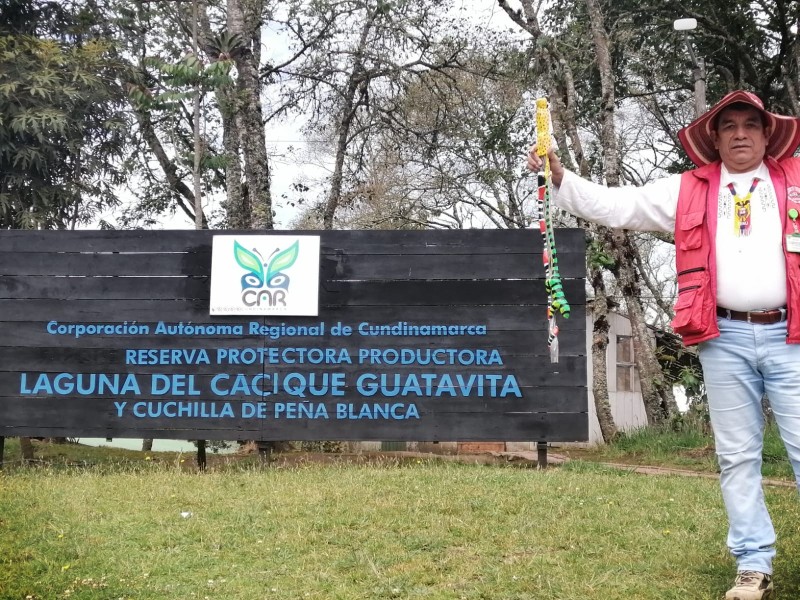 CAR
Corporación Autónoma Regional de Cundinamarca
RESERVA PROTECTORA PRODUCTORA
LAGUNA DEL CACIQUE GUATAVITA
Y CUCHILLA DE PEÑA BLANCA